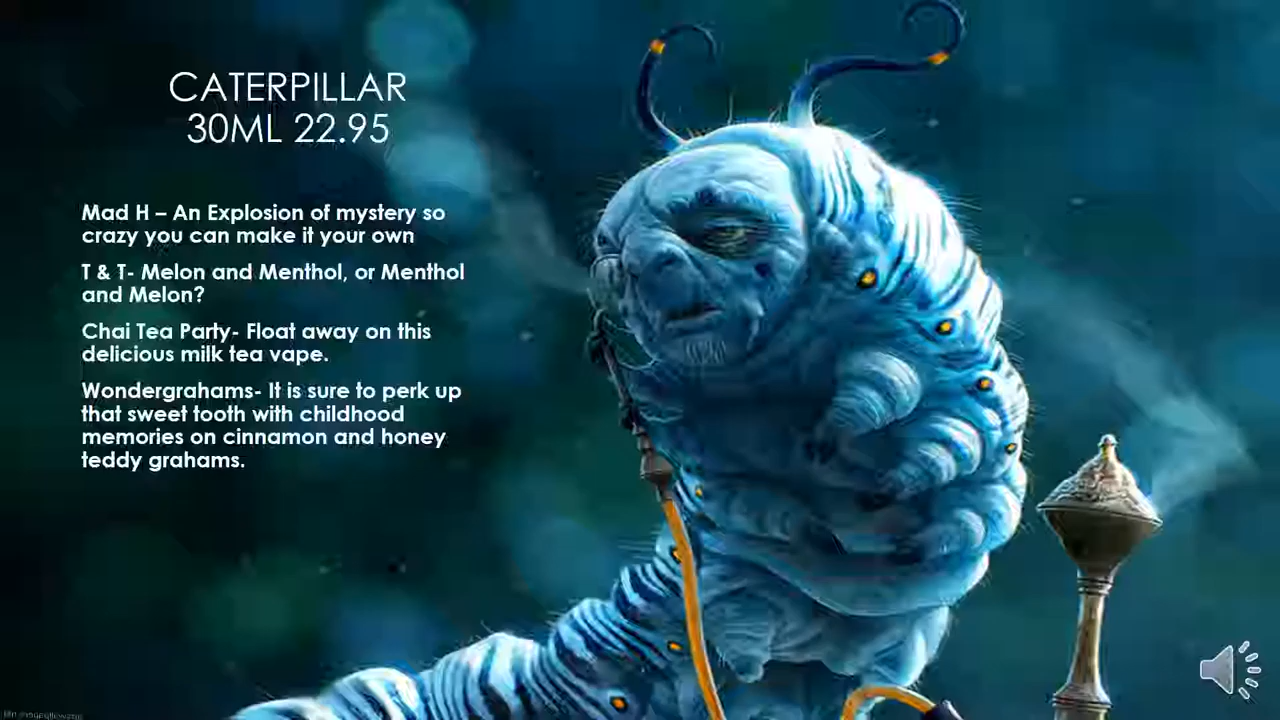 CATERPILLAR
30ML 22.95
Mad H – An Explosion of mystery so
crazy you can make it your own
T & T- Melon and Menthol, or Menthol
and Melon?
Chai Tea Party- Float away on this
delicious milk tea vape.
Wondergrahams- It is sure to perk up
that sweet tooth with childhood
memories on cinnamon and honey
teddy grahams.